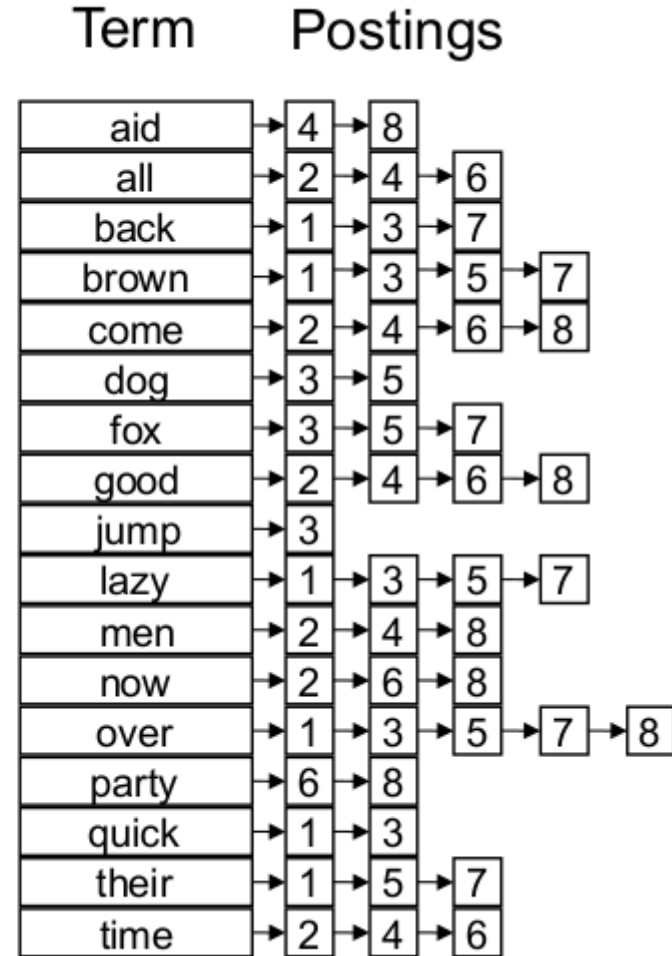 Term Postings
aid 4 8
all 2 4 6
back 1 3 7
brown 1 3 5 7
come 2 4 6 8
dog 3 5
fox 3 5 7
good 2 4 6 8
jump 3
lazy 1 3 5 7
men 2 4 8
now 2 6 8
over 1 3 5 7 8
party 6 8
quick 1 3
their 1 5 7
time 2 4 6